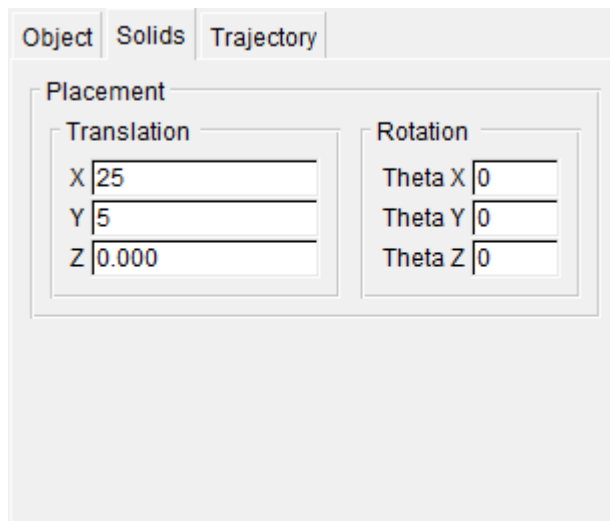 Object Solids Trajectory
Placement
Translation
X 25
Y 5
Z 0.000
Rotation
Theta X 0
Theta Y 0
Theta Z 0